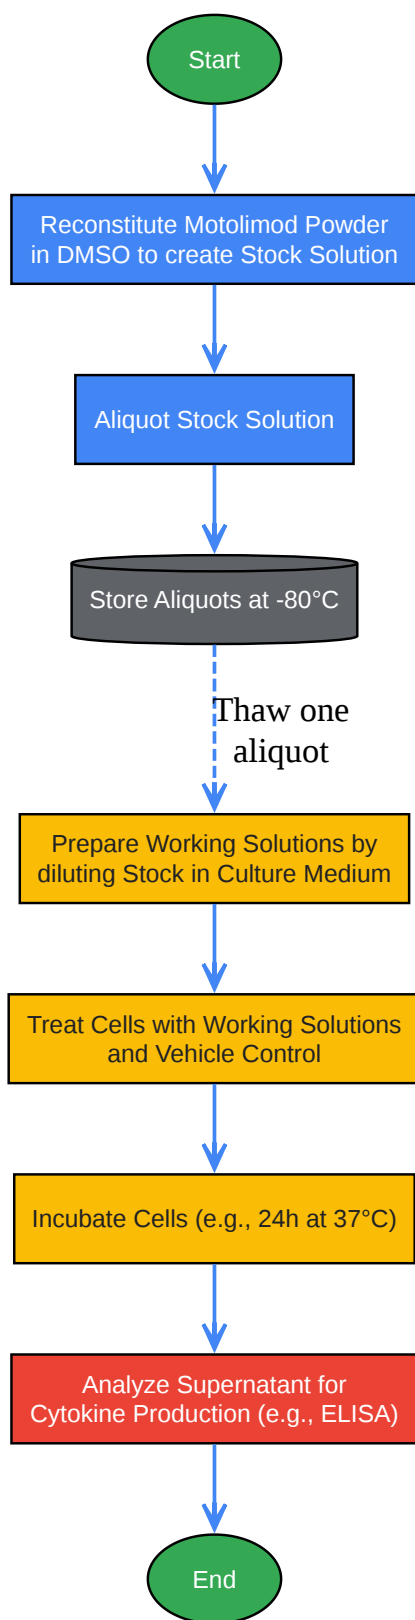 Start
Reconstitute Motolimod Powder
in DMSO to create Stock Solution
Aliquot Stock Solution
Store Aliquots at -80°C
Thaw one
aliquot
Prepare Working Solutions by
diluting Stock in Culture Medium
Treat Cells with Working Solutions
and Vehicle Control
Incubate Cells (e.g., 24h at 37°C)
Analyze Supernatant for
Cytokine Production (e.g., ELISA)
End